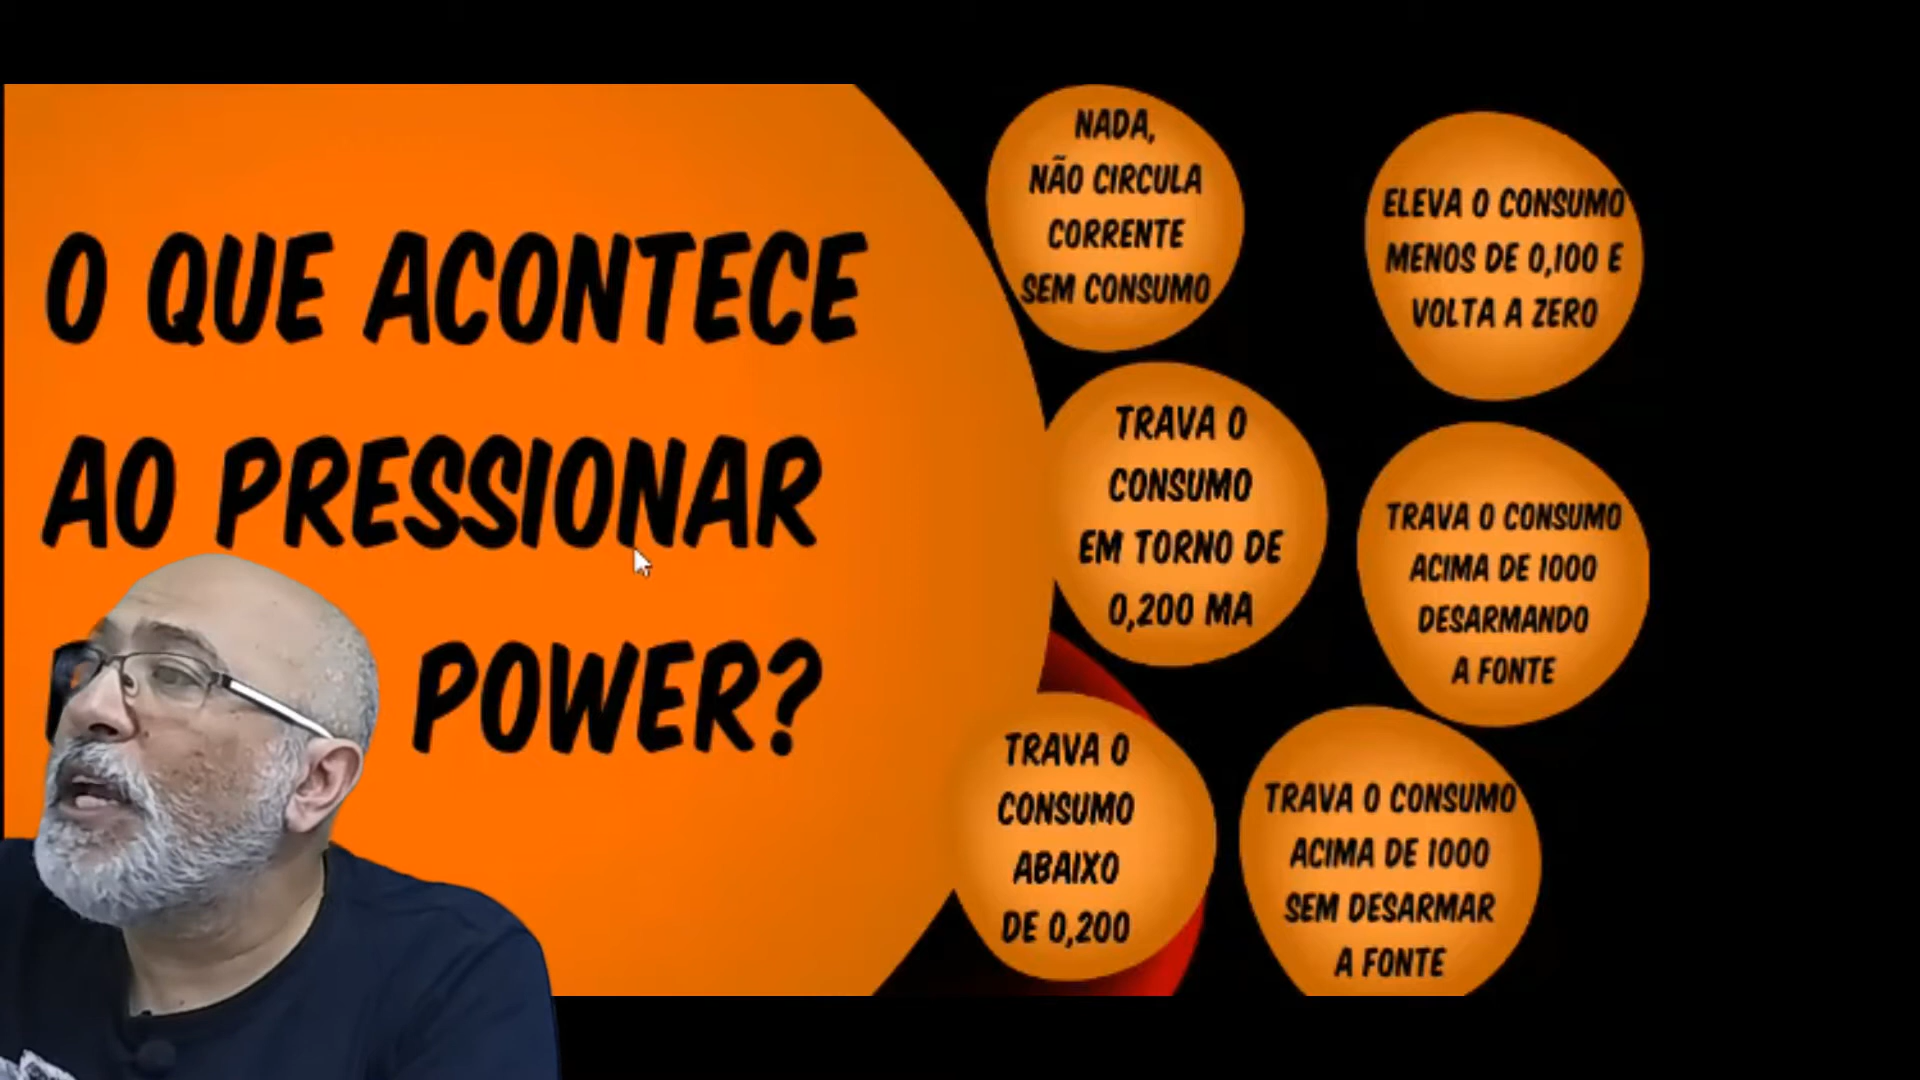 O QUE ACONTECE
AO PRESSIONAR
POWER?
NADA,
NÃO CIRCULA
CORRENTE
SEM CONSUMO
ELEVA O CONSUMO
MENOS DE 0,100 E
VOLTA A ZERO
TRAVA O
CONSUMO
EM TORNO DE
0,200 MA
TRAVA O CONSUMO
ACIMA DE 1000
DESARMANDO
A FONTE
TRAVA O
CONSUMO
ABAIXO
DE 0,200
TRAVA O CONSUMO
ACIMA DE 1000
SEM DESARMAR
A FONTE